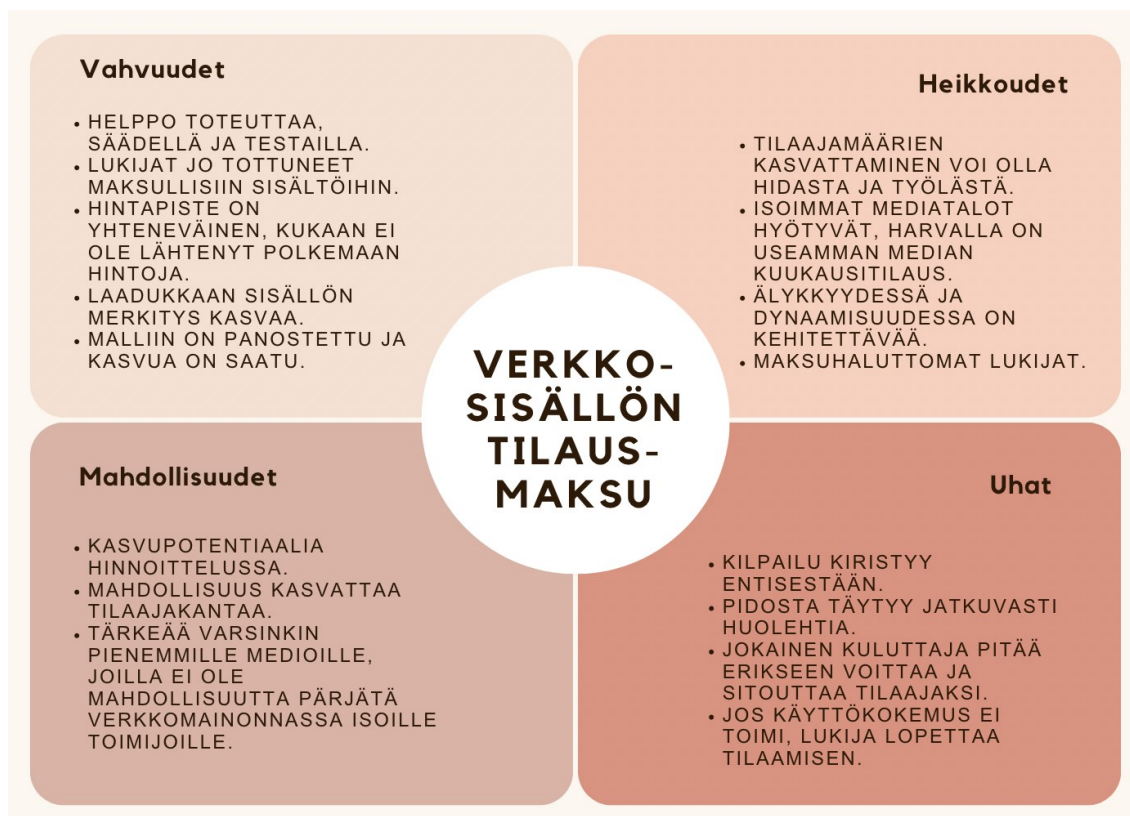 Vahvuudet
• HELPPO TOTEUTTAA,
SÄÄDELLÄ JA TESTAILLA.
• LUKIJAT JO TOTTUNEET
MAKSULLISIIN SISÄLTÖIHIN.
• HINTAPISTE ON
YHTENEVÄINEN, KUKAAN EI
OLE LÄHTENYT POLKEMAAN
HINTOJA.
• LAADUKKAAN SISÄLLÖN
MERKITYS KASVAA.
• MALLIIN ON PANOSTETTU JA
KASVUA ON SAATU.
Heikkoudet
• TILAAJAMÄÄRIEN
KASVATTAMINEN VOI OLLA
HIDASTA JA TYÖLÄSTÄ.
• ISOIMMAT MEDIATALOT
HYÖTYVÄT, HARVALLA ON
USEAMMAN MEDIAN
KUUKAUSITILAUS.
• ÄLYKKYYDESSÄ JA
DYNAAMISUUDESSA ON
KEHITETTÄVÄÄ.
• MAKSUHALUTTOMAT LUKIJAT.
VERKKO-
SISÄLLÖN
TILAUS-
MAKSU
Mahdollisuudet
• KASVUPOTENTIAALIA
HINNOITTELUSSA.
• MAHDOLLISUUS KASVATTAA
TILAAJAKANTAA.
• TÄRKEÄÄ VARSINKIN
PIENEMMILLE MEDIOILLE,
JOILLA EI OLE
MAHDOLLISUUTTA PÄRJÄTÄ
VERKKOMAINONNASSA ISOILLE
TOIMIJOILLE.
Uhat
• KILPAILU KIRISTYY
ENTISESTÄÄN.
• PIDOSTA TÄYTYY JATKUVASTI
HUOLEHTIA.
• JOKAINEN KULUTTAJA PITÄÄ
ERIKSEEN VOITTAA JA
SITOUTTAA TILAAJAKSI.
• JOS KÄYTTÖKOKEMUS EI
TOIMI, LUKIJA LOPETTAA
TILAAMISEN.